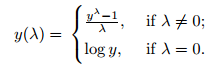 y(λ) = { (y^λ − 1)/λ, if λ ≠ 0;
log y, if λ = 0.